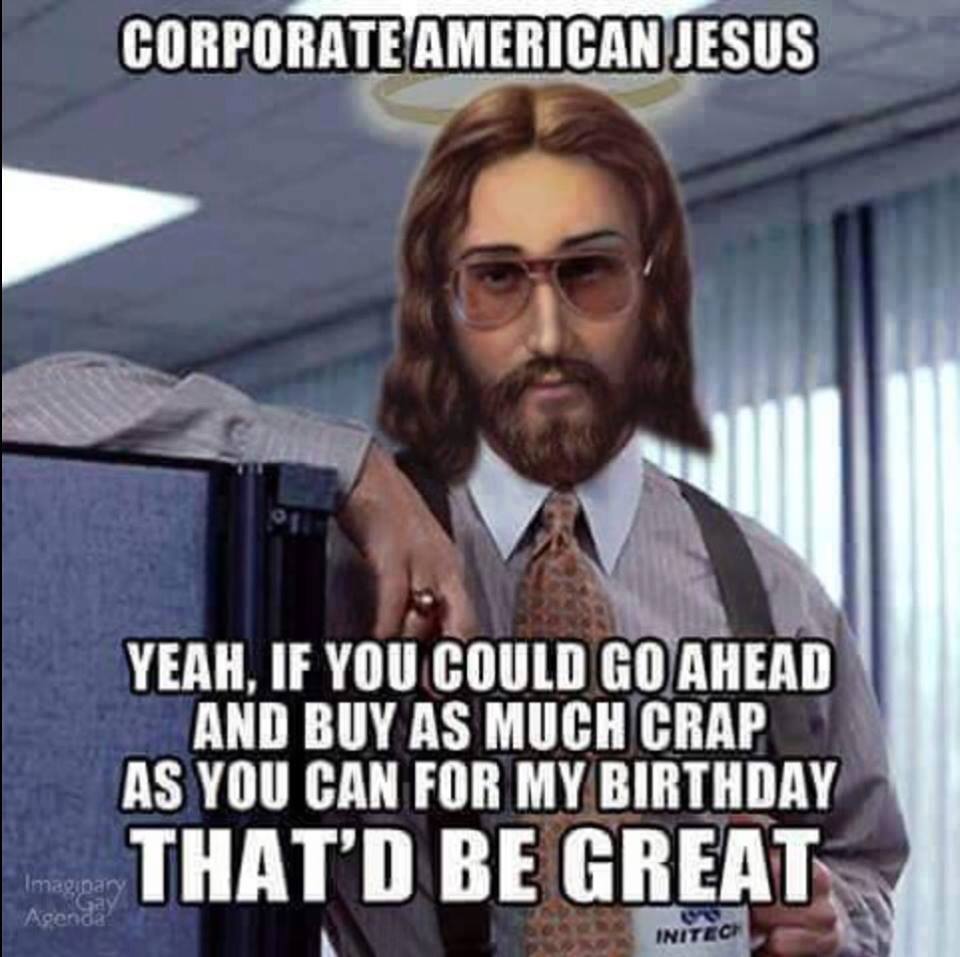 CORPORATE AMERICAN JESUS
YEAH, IF YOU COULD GO AHEAD
AND BUY AS MUCH CRAP
AS YOU CAN FOR MY BIRTHDAY
THAT'D BE GREAT
Imaginary
Gay
Agenda
INITECH